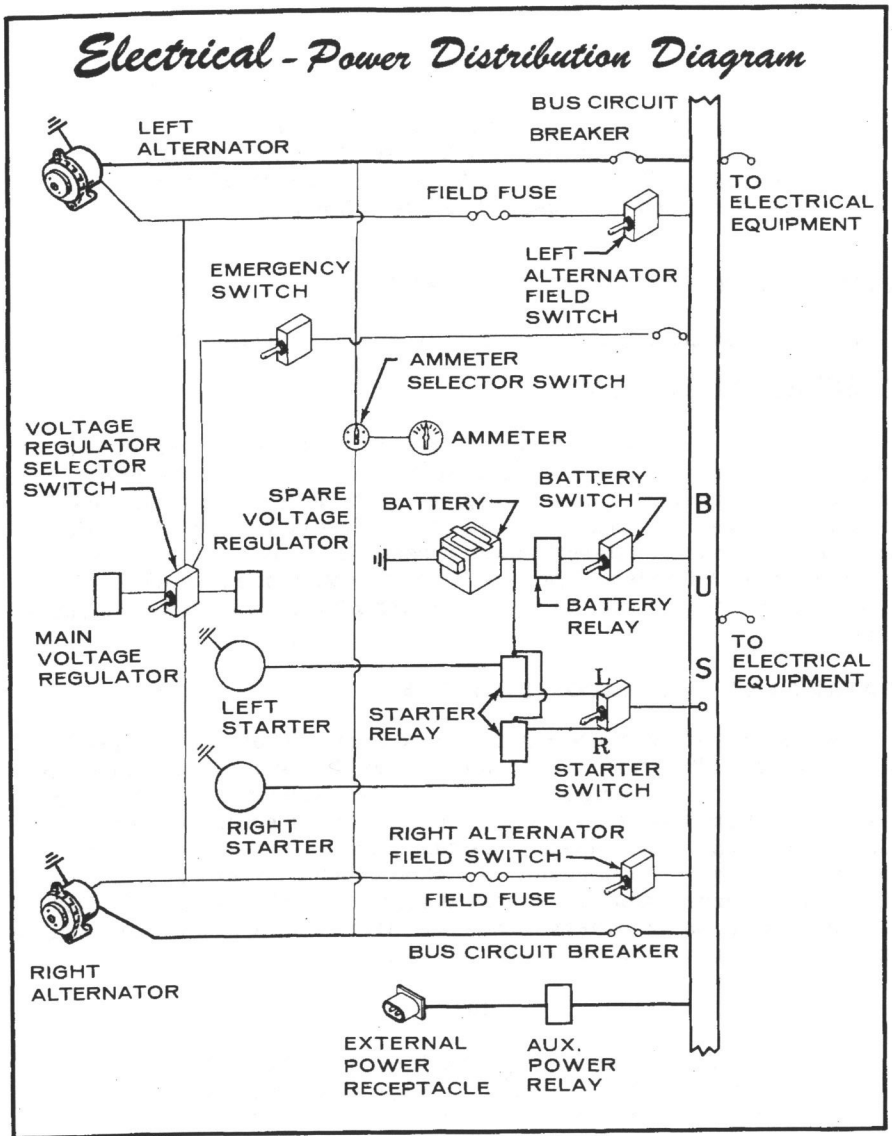 Electrical - Power Distribution Diagram
BUS CIRCUIT
BREAKER
LEFT
ALTERNATOR
TO
ELECTRICAL
EQUIPMENT
FIELD FUSE
LEFT
ALTERNATOR
FIELD
SWITCH
EMERGENCY
SWITCH
AMMETER
SELECTOR SWITCH
AMMETER
VOLTAGE
REGULATOR
SELECTOR
SWITCH
SPARE
VOLTAGE
REGULATOR
BATTERY
BATTERY
SWITCH
B
U
S
BATTERY
RELAY
MAIN
VOLTAGE
REGULATOR
TO
ELECTRICAL
EQUIPMENT
LEFT
STARTER
STARTER
RELAY
L
R
STARTER
SWITCH
RIGHT
STARTER
RIGHT ALTERNATOR
FIELD SWITCH
FIELD FUSE
BUS CIRCUIT BREAKER
RIGHT
ALTERNATOR
EXTERNAL
POWER
RECEPTACLE
AUX.
POWER
RELAY